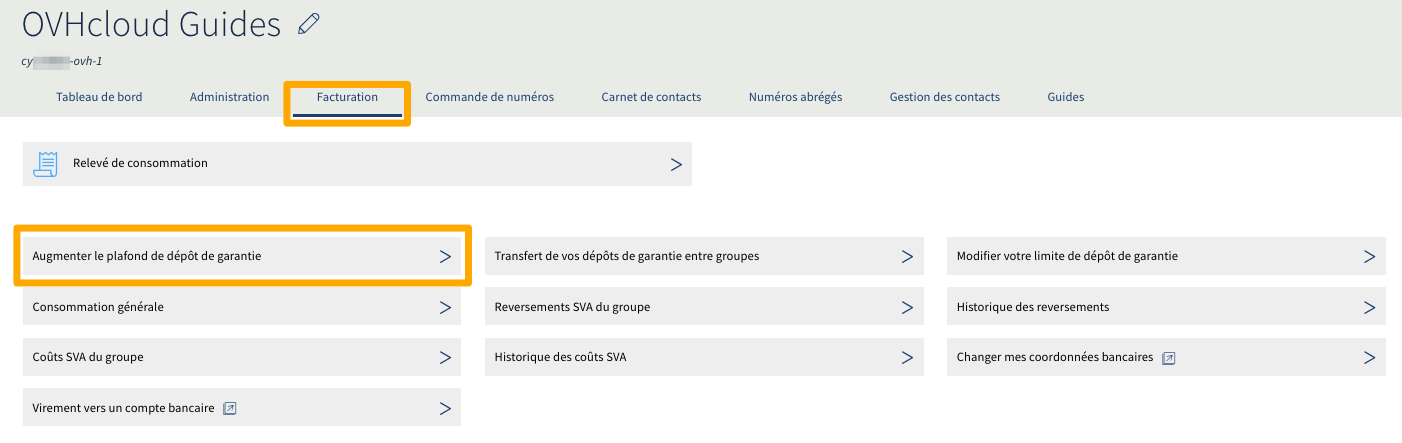 OVHcloud Guides
cy -ovh-1
Tableau de bord Administration Facturation Commande de numéros Carnet de contacts Numéros abrégés Gestion des contacts Guides
Relevé de consommation
Augmenter le plafond de dépôt de garantie Transfert de vos dépôts de garantie entre groupes Modifier votre limite de dépôt de garantie
Consommation générale Reversements SVA du groupe Historique des reversements
Coûts SVA du groupe Historique des coûts SVA Changer mes coordonnées bancaires
Virement vers un compte bancaire